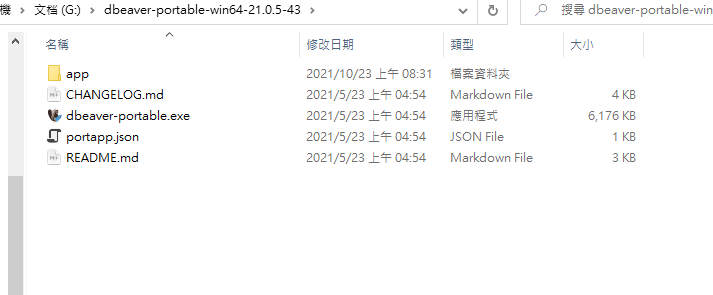 機 › 文檔 (G:) › dbeaver-portable-win64-21.0.5-43 › 搜尋 dbeaver-portable-win
名稱 修改日期 類型 大小
app 2021/10/23 上午 08:31 檔案資料夾
CHANGELOG.md 2021/5/23 上午 04:54 Markdown File 4 KB
dbeaver-portable.exe 2021/5/23 上午 04:54 應用程式 6,176 KB
portapp.json 2021/5/23 上午 04:54 JSON File 1 KB
README.md 2021/5/23 上午 04:54 Markdown File 3 KB